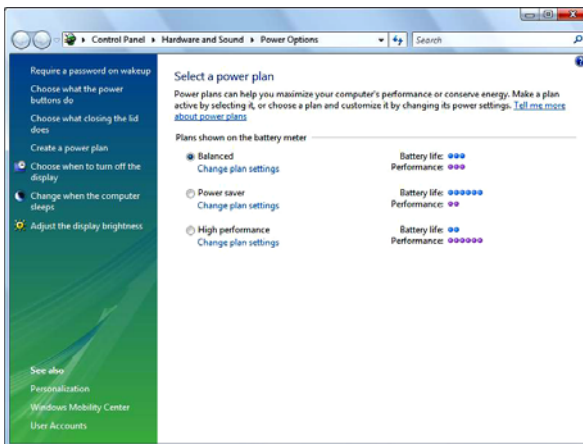 Control Panel ▸ Hardware and Sound ▸ Power Options
Search
Require a password on wakeup
Choose what the power
buttons do
Choose what closing the lid
does
Create a power plan
Choose when to turn off the
display
Change when the computer
sleeps
Adjust the display brightness
See also
Personalization
Windows Mobility Center
User Accounts
Select a power plan
Power plans can help you maximize your computer's performance or conserve energy. Make a plan
active by selecting it, or choose a plan and customize it by changing its power settings. Tell me more
about power plans
Plans shown on the battery meter
Balanced Battery life:
Change plan settings Performance:
Power saver Battery life:
Change plan settings Performance:
High performance Battery life:
Change plan settings Performance: